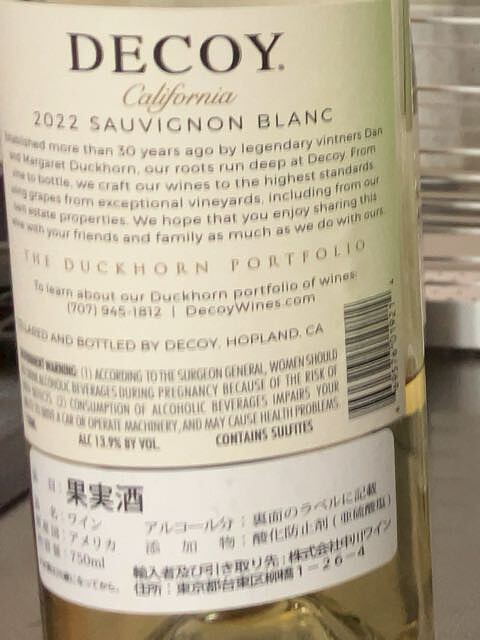 DECOY.
California
2022 SAUVIGNON BLANC
more than 30 years ago by legendary vintners Dan
and Margaret Duckhorn, our roots run deep at Decoy. From
vine to bottle, we craft our wines to the highest standards
using grapes from exceptional vineyards, including from our
own estate properties. We hope that you enjoy sharing this
wine with your friends and family as much as we do with ours.
THE DUCKHORN PORTFOLIO
To learn about our Duckhorn portfolio of wines:
(707) 945-1812 | DecoyWines.com
AND BOTTLED BY DECOY, HOPLAND, CA
WARNING: (1) ACCORDING TO THE SURGEON GENERAL, WOMEN SHOULD
ALCOHOLIC BEVERAGES DURING PREGNANCY BECAUSE OF THE RISK OF
(2) CONSUMPTION OF ALCOHOLIC BEVERAGES IMPAIRS YOUR
DRIVE A CAR OR OPERATE MACHINERY, AND MAY CAUSE HEALTH PROBLEMS.
ALC 13.9% BY VOL. CONTAINS SULFITES
目:果実酒
名:ワイン アルコール分:裏面のラベルに記載
アメリカ 添加物:酸化防止剤(亜硫酸塩)
750ml 輸入者及び引き取り先:株式会社中川ワイン
なってから。 住所:東京都台東区柳橋1-26-4